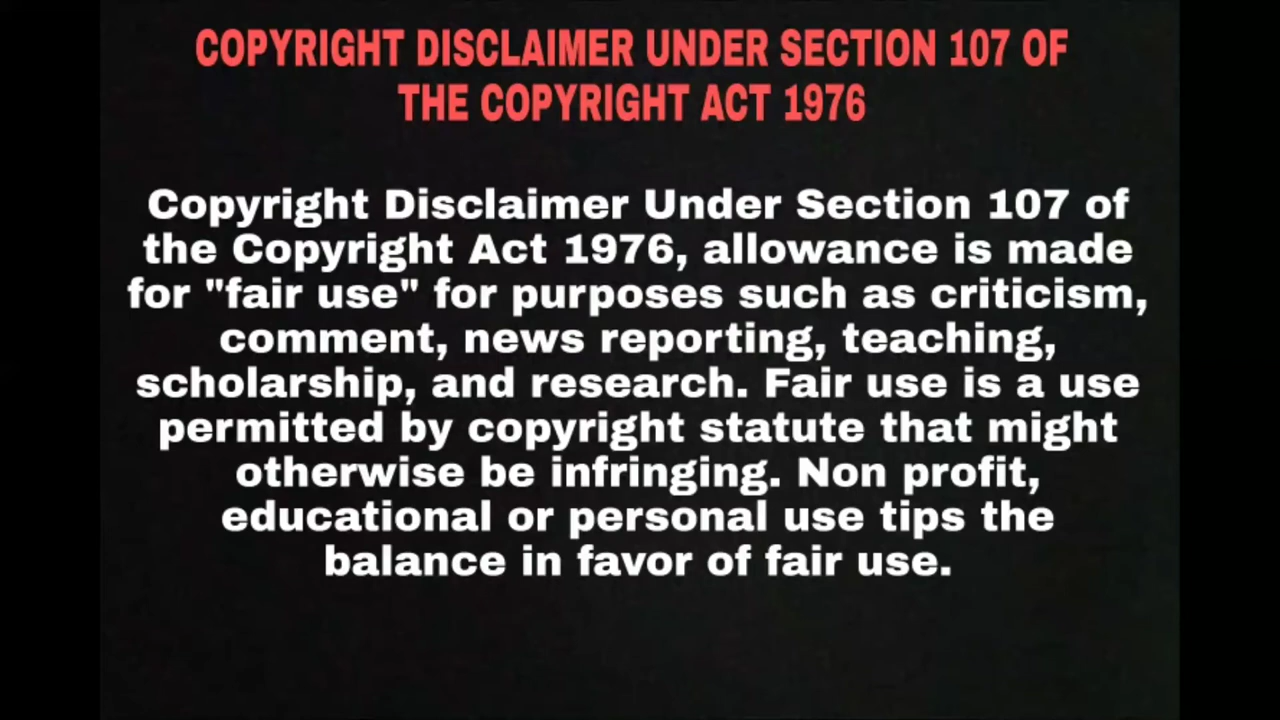 COPYRIGHT DISCLAIMER UNDER SECTION 107 OF
THE COPYRIGHT ACT 1976
Copyright Disclaimer Under Section 107 of
the Copyright Act 1976, allowance is made
for "fair use" for purposes such as criticism,
comment, news reporting, teaching,
scholarship, and research. Fair use is a use
permitted by copyright statute that might
otherwise be infringing. Non profit,
educational or personal use tips the
balance in favor of fair use.